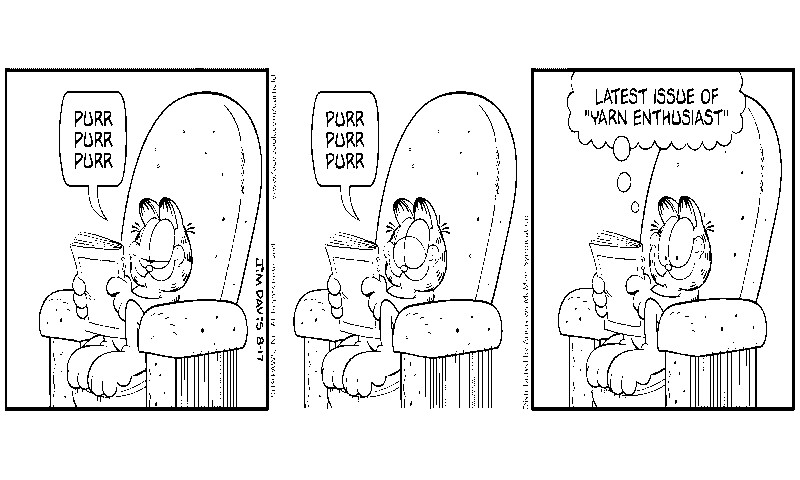 PURR
PURR
PURR
JIM DAVIS 8-17
PURR
PURR
PURR
LATEST ISSUE OF
"YARN ENTHUSIAST"